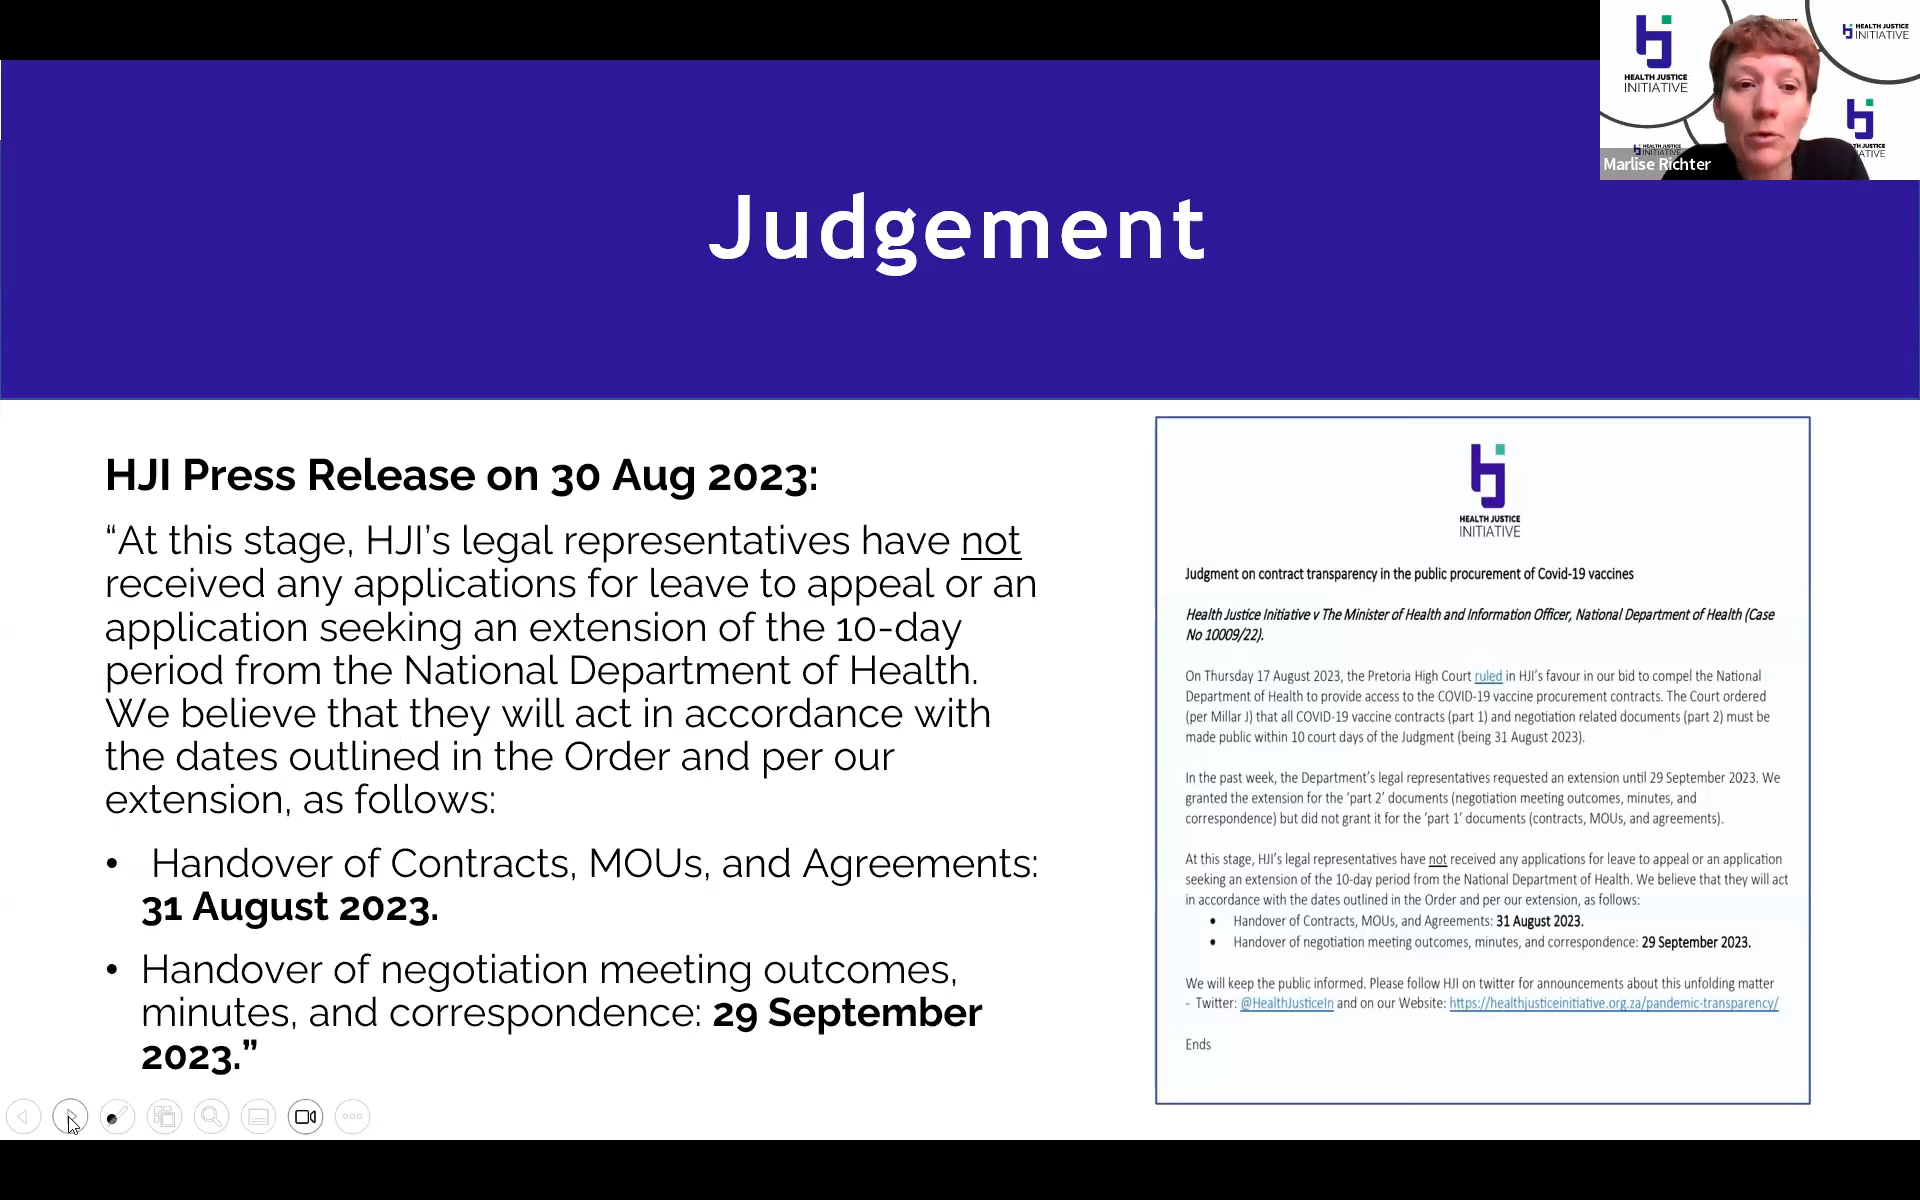 HEALTH JUSTICE
INITIATIVE
HEALTH JUSTICE
INITIATIVE
Marlise Richter
Judgement
HJI Press Release on 30 Aug 2023:
“At this stage, HJI’s legal representatives have not
received any applications for leave to appeal or an
application seeking an extension of the 10-day
period from the National Department of Health.
We believe that they will act in accordance with
the dates outlined in the Order and per our
extension, as follows:
• Handover of Contracts, MOUs, and Agreements:
31 August 2023.
• Handover of negotiation meeting outcomes,
minutes, and correspondence: 29 September
2023.”
HEALTH JUSTICE
INITIATIVE
Judgment on contract transparency in the public procurement of Covid-19 vaccines
Health Justice Initiative v The Minister of Health and Information Officer, National Department of Health (Case
No 10009/22).
On Thursday 17 August 2023, the Pretoria High Court ruled in HJI’s favour in our bid to compel the National
Department of Health to provide access to the COVID-19 vaccine procurement contracts. The Court ordered
(per Millar J) that all COVID-19 vaccine contracts (part 1) and negotiation related documents (part 2) must be
made public within 10 court days of the Judgment (being 31 August 2023).
In the past week, the Department’s legal representatives requested an extension until 29 September 2023. We
granted the extension for the ‘part 2’ documents (negotiation meeting outcomes, minutes, and
correspondence) but did not grant it for the ‘part 1’ documents (contracts, MOUs, and agreements).
At this stage, HJI’s legal representatives have not received any applications for leave to appeal or an application
seeking an extension of the 10-day period from the National Department of Health. We believe that they will act
in accordance with the dates outlined in the Order and per our extension, as follows:
• Handover of Contracts, MOUs, and Agreements: 31 August 2023.
• Handover of negotiation meeting outcomes, minutes, and correspondence: 29 September 2023.
We will keep the public informed. Please follow HJI on twitter for announcements about this unfolding matter
- Twitter: @HealthJusticeIn and on our Website: https://healthjusticeinitiative.org.za/pandemic-transparency/
Ends